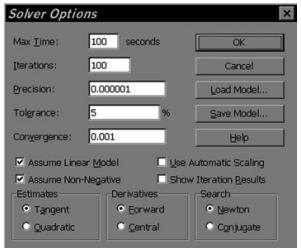 Solver Options
Max Time: 100 seconds OK
Iterations: 100 Cancel
Precision: 0.000001 Load Model...
Tolerance: 5 % Save Model...
Convergence: 0.001 Help
Assume Linear Model Use Automatic Scaling
Assume Non-Negative Show Iteration Results
Estimates Derivatives Search
Tangent Forward Newton
Quadratic Central Conjugate